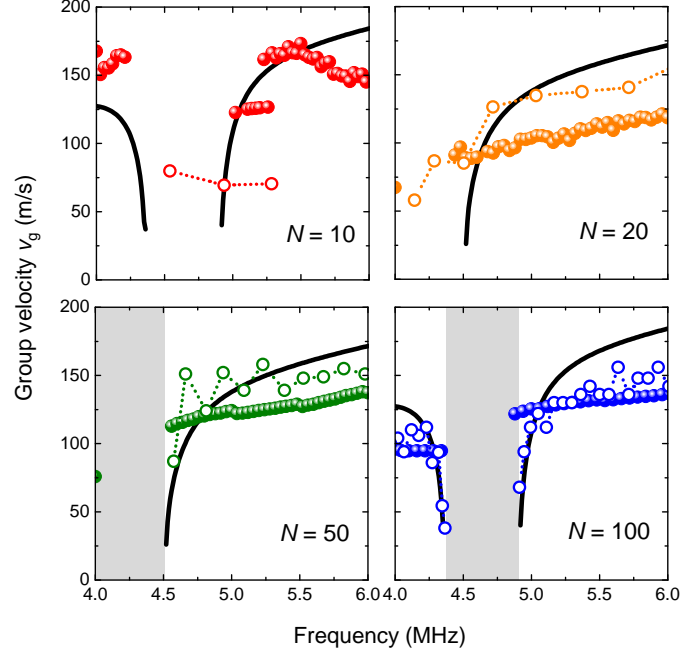 200
150
100
50
0
N = 10
N = 20
Group velocity vg (m/s)
200
150
100
50
0
N = 50
N = 100
4.0 4.5 5.0 5.5 6.0 4.0 4.5 5.0 5.5 6.0
Frequency (MHz)